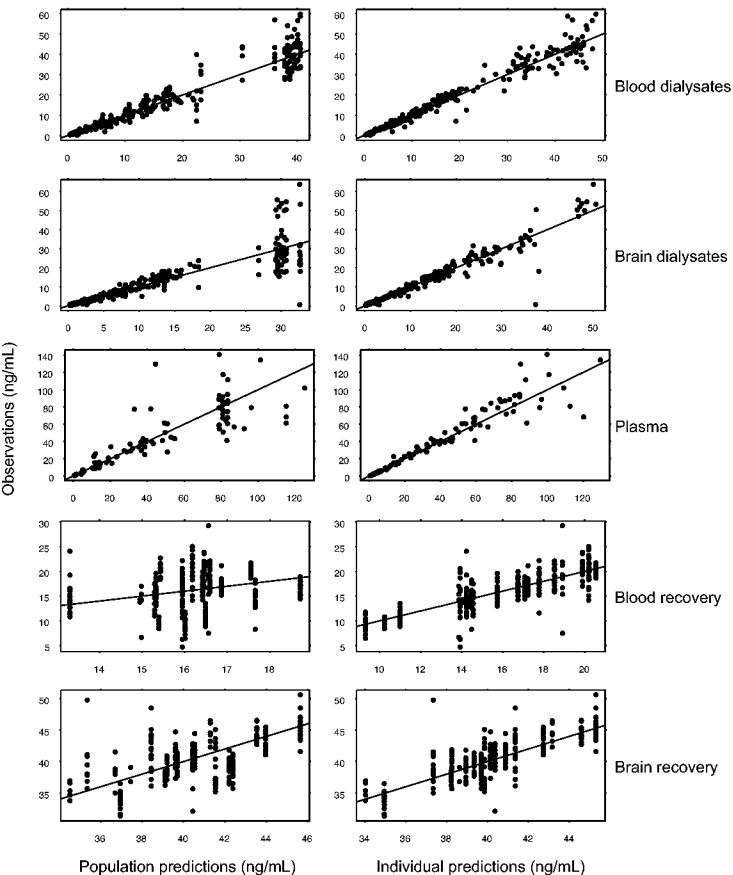 60
50
40
30
20
10
0
0 10 20 30 40
0 10 20 30 40 50
Blood dialysates
60
50
40
30
20
10
0
0 5 10 15 20 25 30
0 10 20 30 40 50
Brain dialysates
Observations (ng/mL)
140
120
100
80
60
40
20
0
0 20 40 60 80 100 120
0 20 40 60 80 100 120
Plasma
30
25
20
15
10
5
14 15 16 17 18
10 12 14 16 18 20
Blood recovery
50
45
40
35
36 38 40 42 44 46
34 36 38 40 42 44
Brain recovery
Population predictions (ng/mL)
Individual predictions (ng/mL)